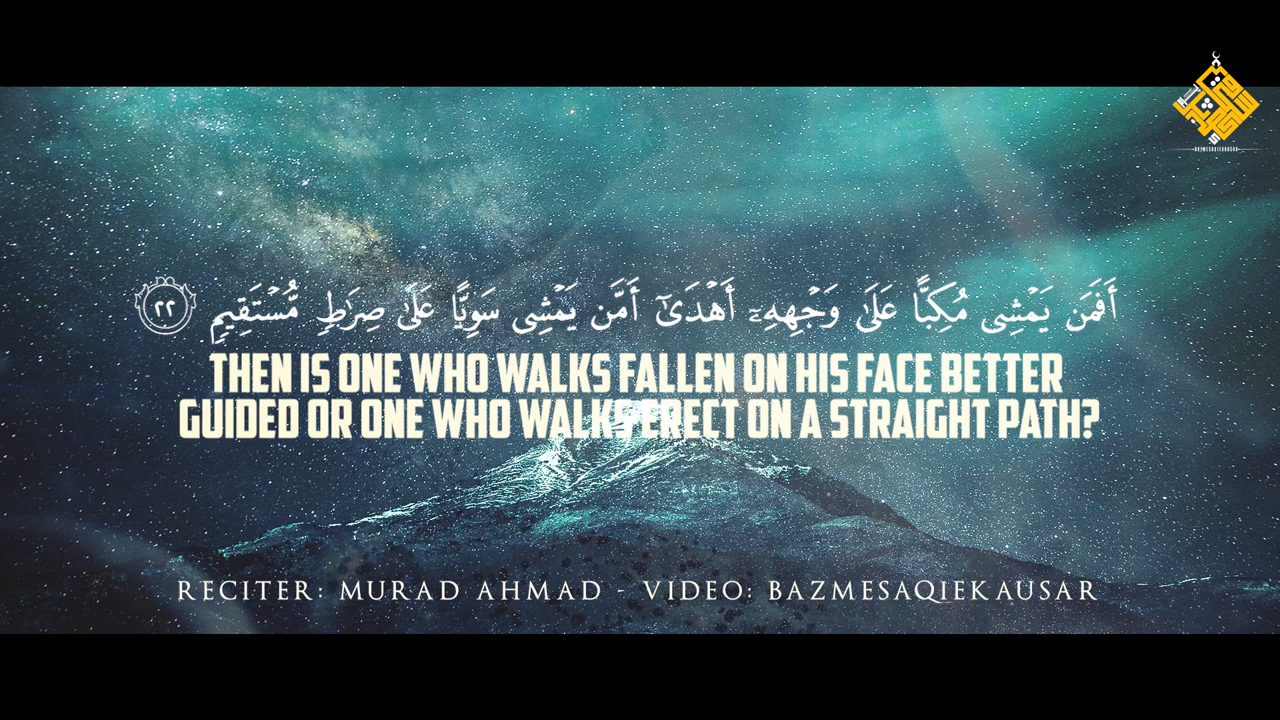 BAZMESAQIEKAUSAR
أَفَمَن يَمْشِى مُكِبًّا عَلَىٰ وَجْهِهِۦٓ أَهْدَىٰٓ أَمَّن يَمْشِى سَوِيًّا عَلَىٰ صِرَٰطٍ مُّسْتَقِيمٍ ٢٢
THEN IS ONE WHO WALKS FALLEN ON HIS FACE BETTER
GUIDED OR ONE WHO WALKS ERECT ON A STRAIGHT PATH?
RECITER: MURAD AHMAD - VIDEO: BAZMESAQIEKAUSAR